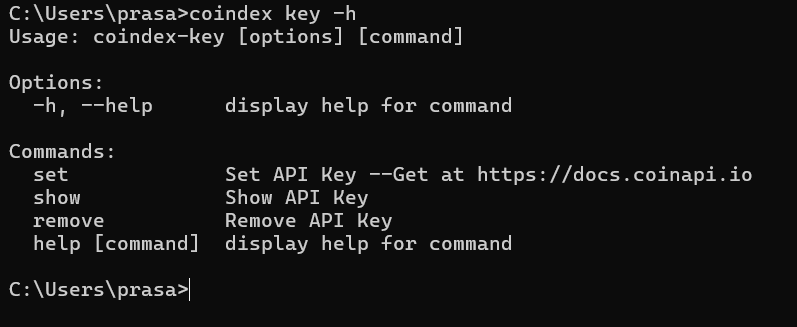 C:\Users\prasa>coindex key -h
Usage: coindex-key [options] [command]
Options:
-h, --help display help for command
Commands:
set Set API Key --Get at https://docs.coinapi.io
show Show API Key
remove Remove API Key
help [command] display help for command
C:\Users\prasa>